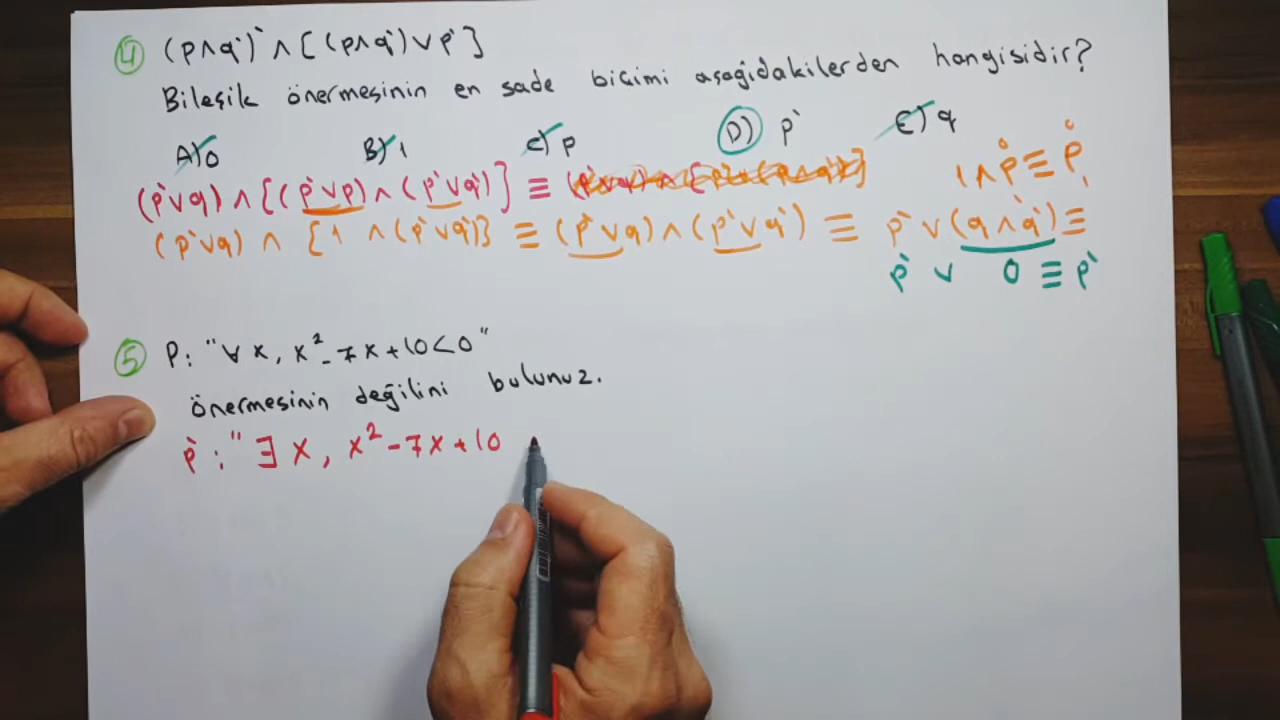 4 (p∧q')' ∧ [(p∧q')∨p']
Bileşik önermesinin en sade biçimi aşağıdakilerden hangisidir?
A) 0 B) 1 C) p D) p' E) q
(p'∨q) ∧ [(p'∨p) ∧ (p'∨q')] ≡
(p'∨q) ∧ [1 ∧ (p'∨q')] ≡ (p'∨q) ∧ (p'∨q') ≡ p' ∨ (q∧q') ≡
1 ∧ p ≡ p
p' ∨ 0 ≡ p'
5 P: "∀x, x²-7x+10<0"
önermesinin değilini bulunuz.
p': "∃x, x²-7x+10